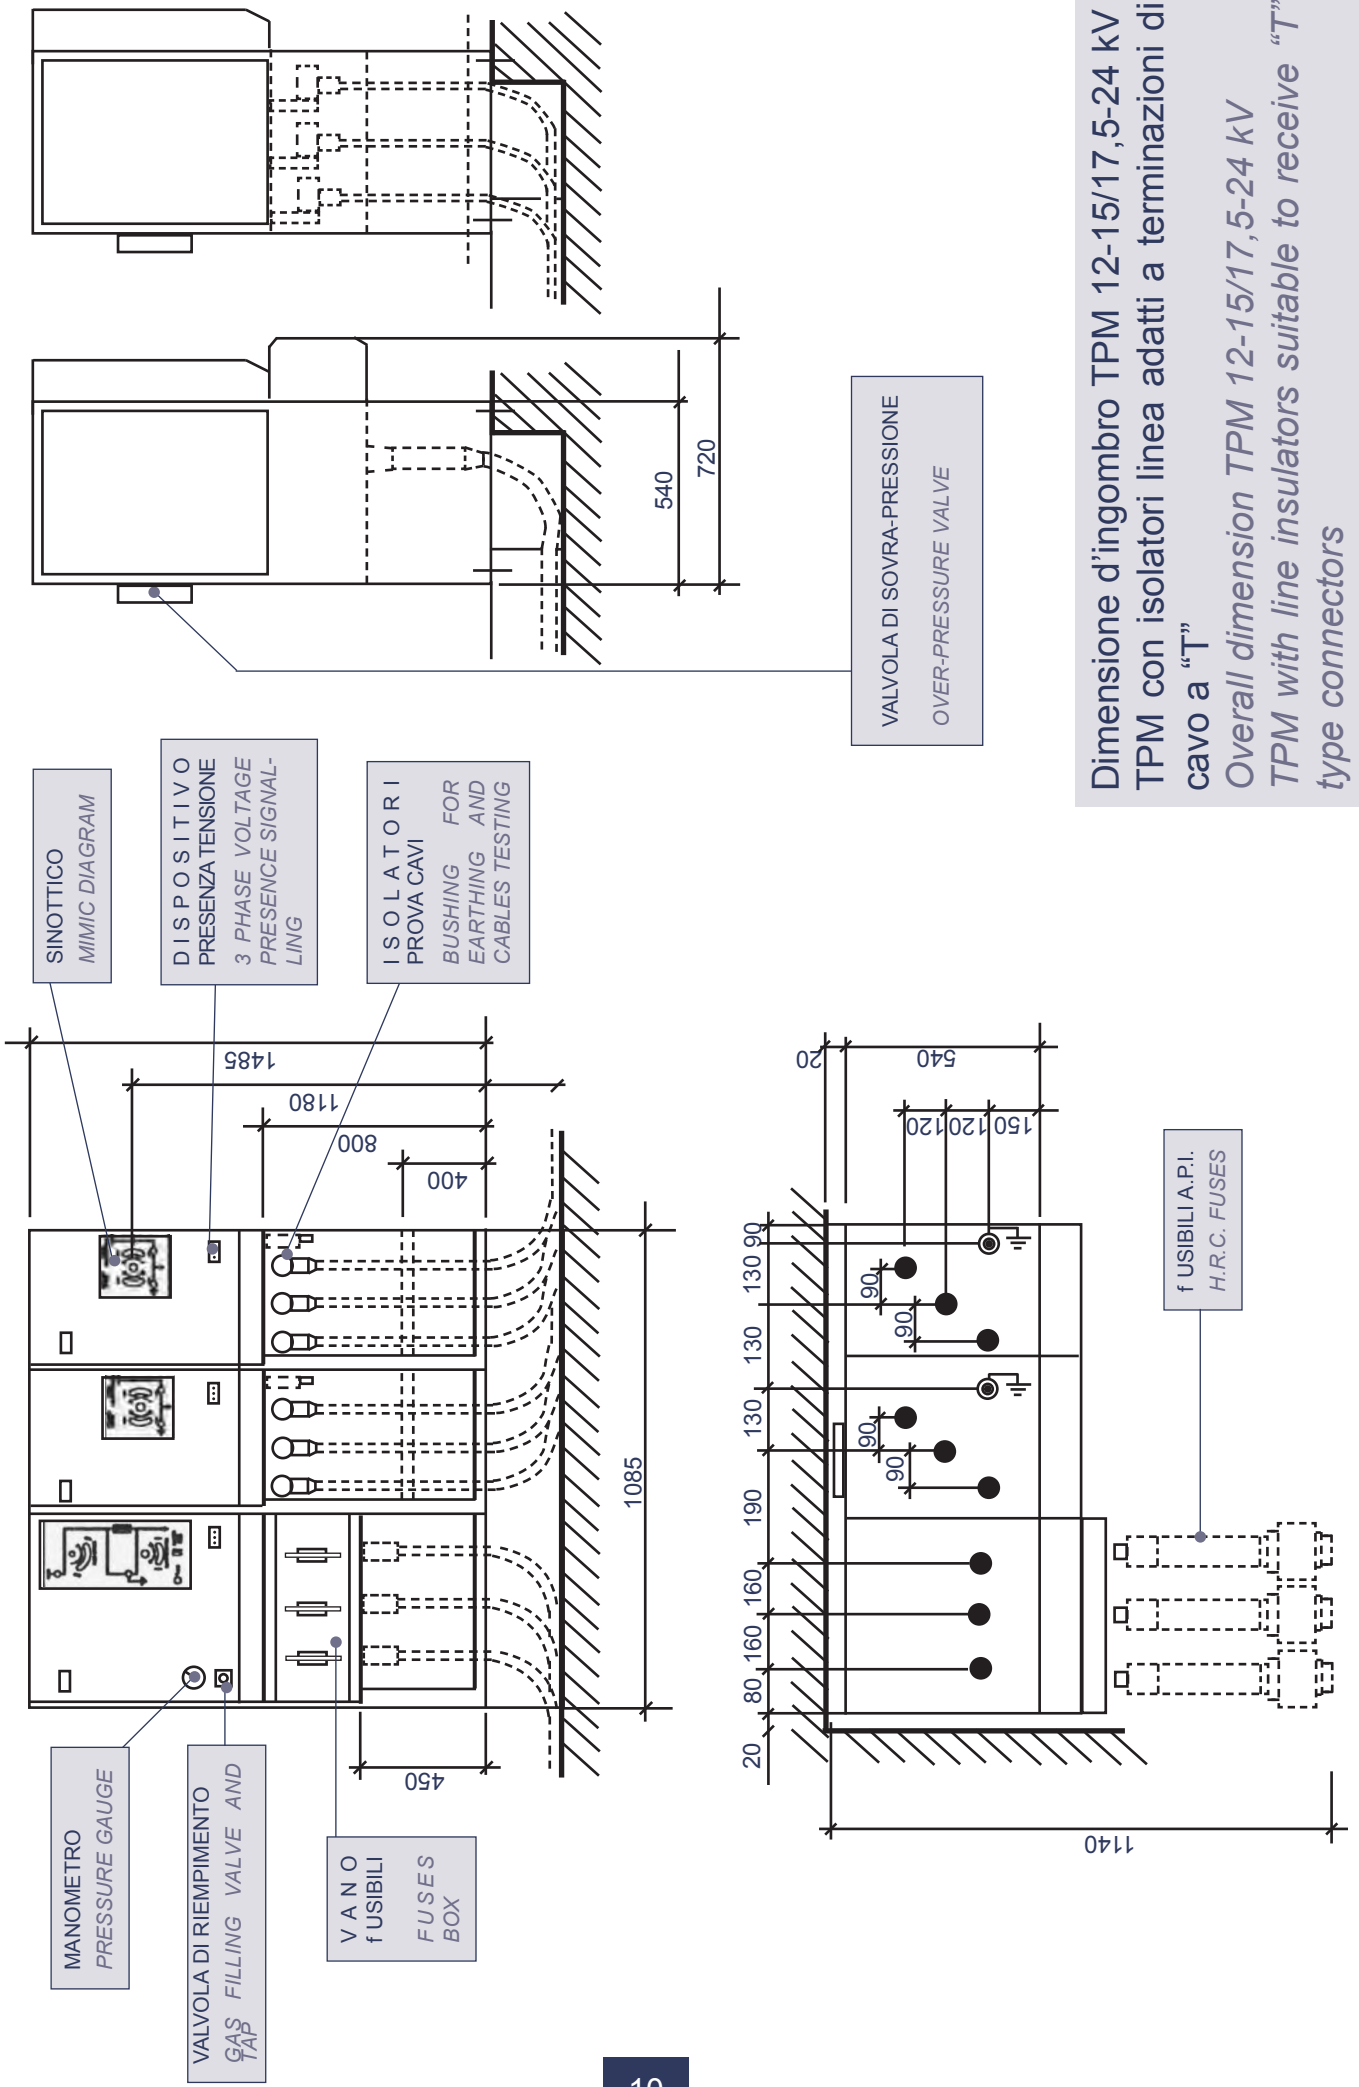 MANOMETRO
PRESSURE GAUGE
VALVOLA DI RIEMPIMENTO
GAS FILLING VALVE AND
TAP
VANO
f USIBILI
FUSES
BOX
SINOTTICO
MIMIC DIAGRAM
DISPOSITIVO
PRESENZA TENSIONE
3 PHASE VOLTAGE
PRESENCE SIGNAL-
LING
ISOLATORI
PROVA CAVI
BUSHING FOR
EARTHING AND
CABLES TESTING
450
1085
400
800
1180
1485
540
720
VALVOLA DI SOVRA-PRESSIONE
OVER-PRESSURE VALVE
20
80
160
160
190
130
130
130
90
90
90
90
90
20
540
120
120
150
1140
f USIBILI A.P.I.
H.R.C. FUSES
Dimensione d'ingombro TPM 12-15/17,5-24 kV
TPM con isolatori linea adatti a terminazioni di
cavo a “T”
Overall dimension TPM 12-15/17,5-24 kV
TPM with line insulators suitable to receive “T”
type connectors